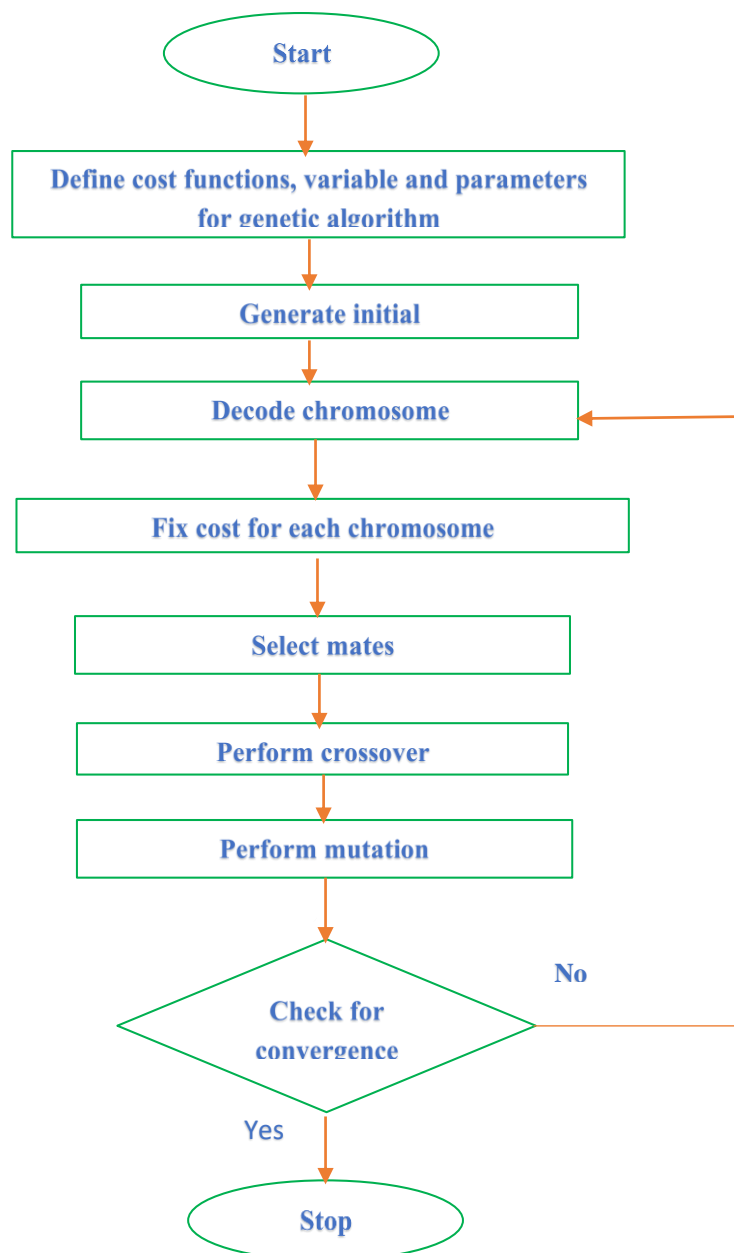 Start
Define cost functions, variable and parameters
for genetic algorithm
Generate initial
Decode chromosome
Fix cost for each chromosome
Select mates
Perform crossover
Perform mutation
No
Check for
convergence
Yes
Stop